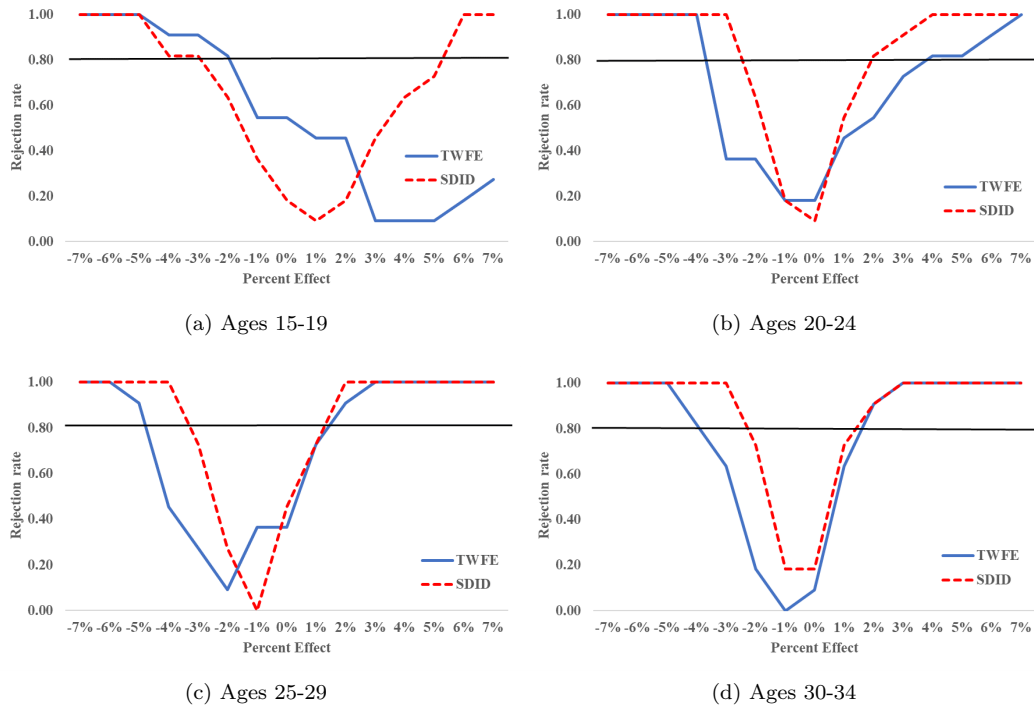 1.00
0.80
0.60
0.40
0.20
0.00
Rejection rate
TWFE
SDID
-7% -6% -5% -4% -3% -2% -1% 0% 1% 2% 3% 4% 5% 6% 7%
Percent Effect
(a) Ages 15-19
1.00
0.80
0.60
0.40
0.20
0.00
Rejection rate
TWFE
SDID
-7% -6% -5% -4% -3% -2% -1% 0% 1% 2% 3% 4% 5% 6% 7%
Percent Effect
(b) Ages 20-24
1.00
0.80
0.60
0.40
0.20
0.00
Rejection rate
TWFE
SDID
-7% -6% -5% -4% -3% -2% -1% 0% 1% 2% 3% 4% 5% 6% 7%
Percent Effect
(c) Ages 25-29
1.00
0.80
0.60
0.40
0.20
0.00
Rejection rate
TWFE
SDID
-7% -6% -5% -4% -3% -2% -1% 0% 1% 2% 3% 4% 5% 6% 7%
Percent Effect
(d) Ages 30-34